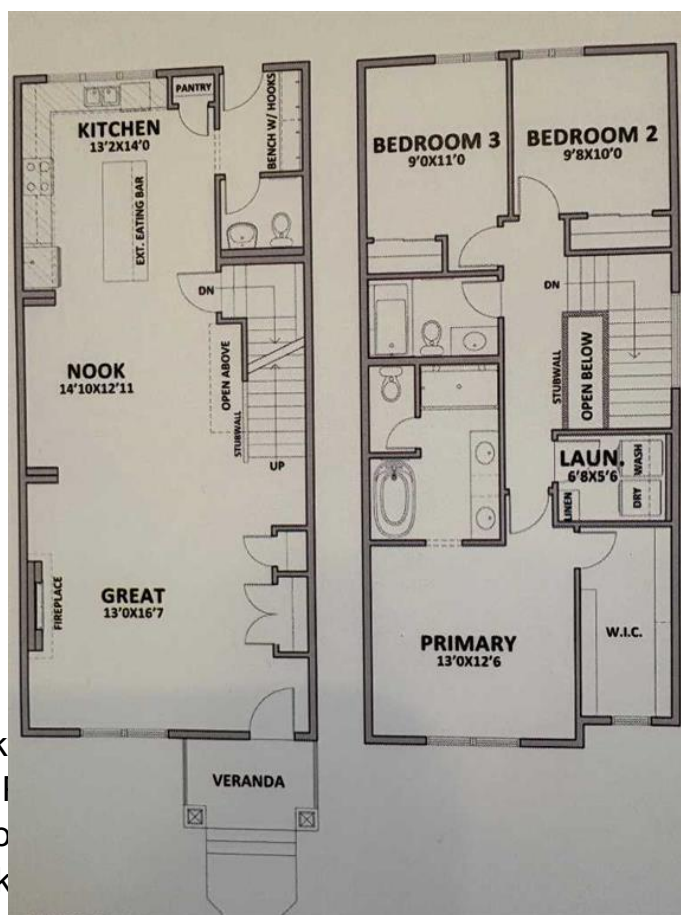 KITCHEN
13'2X14'0
PANTRY
BENCH W/ HOOKS
EXT. EATING BAR
DN
NOOK
14'10X12'11
OPEN ABOVE
STUBWALL
UP
GREAT
13'0X16'7
FIREPLACE
VERANDA
BEDROOM 3
9'0X11'0
BEDROOM 2
9'8X10'0
DN
STUBWALL
OPEN BELOW
LAUN.
6'8X5'6
WASH
DRY
LINEN
PRIMARY
13'0X12'6
W.I.C.